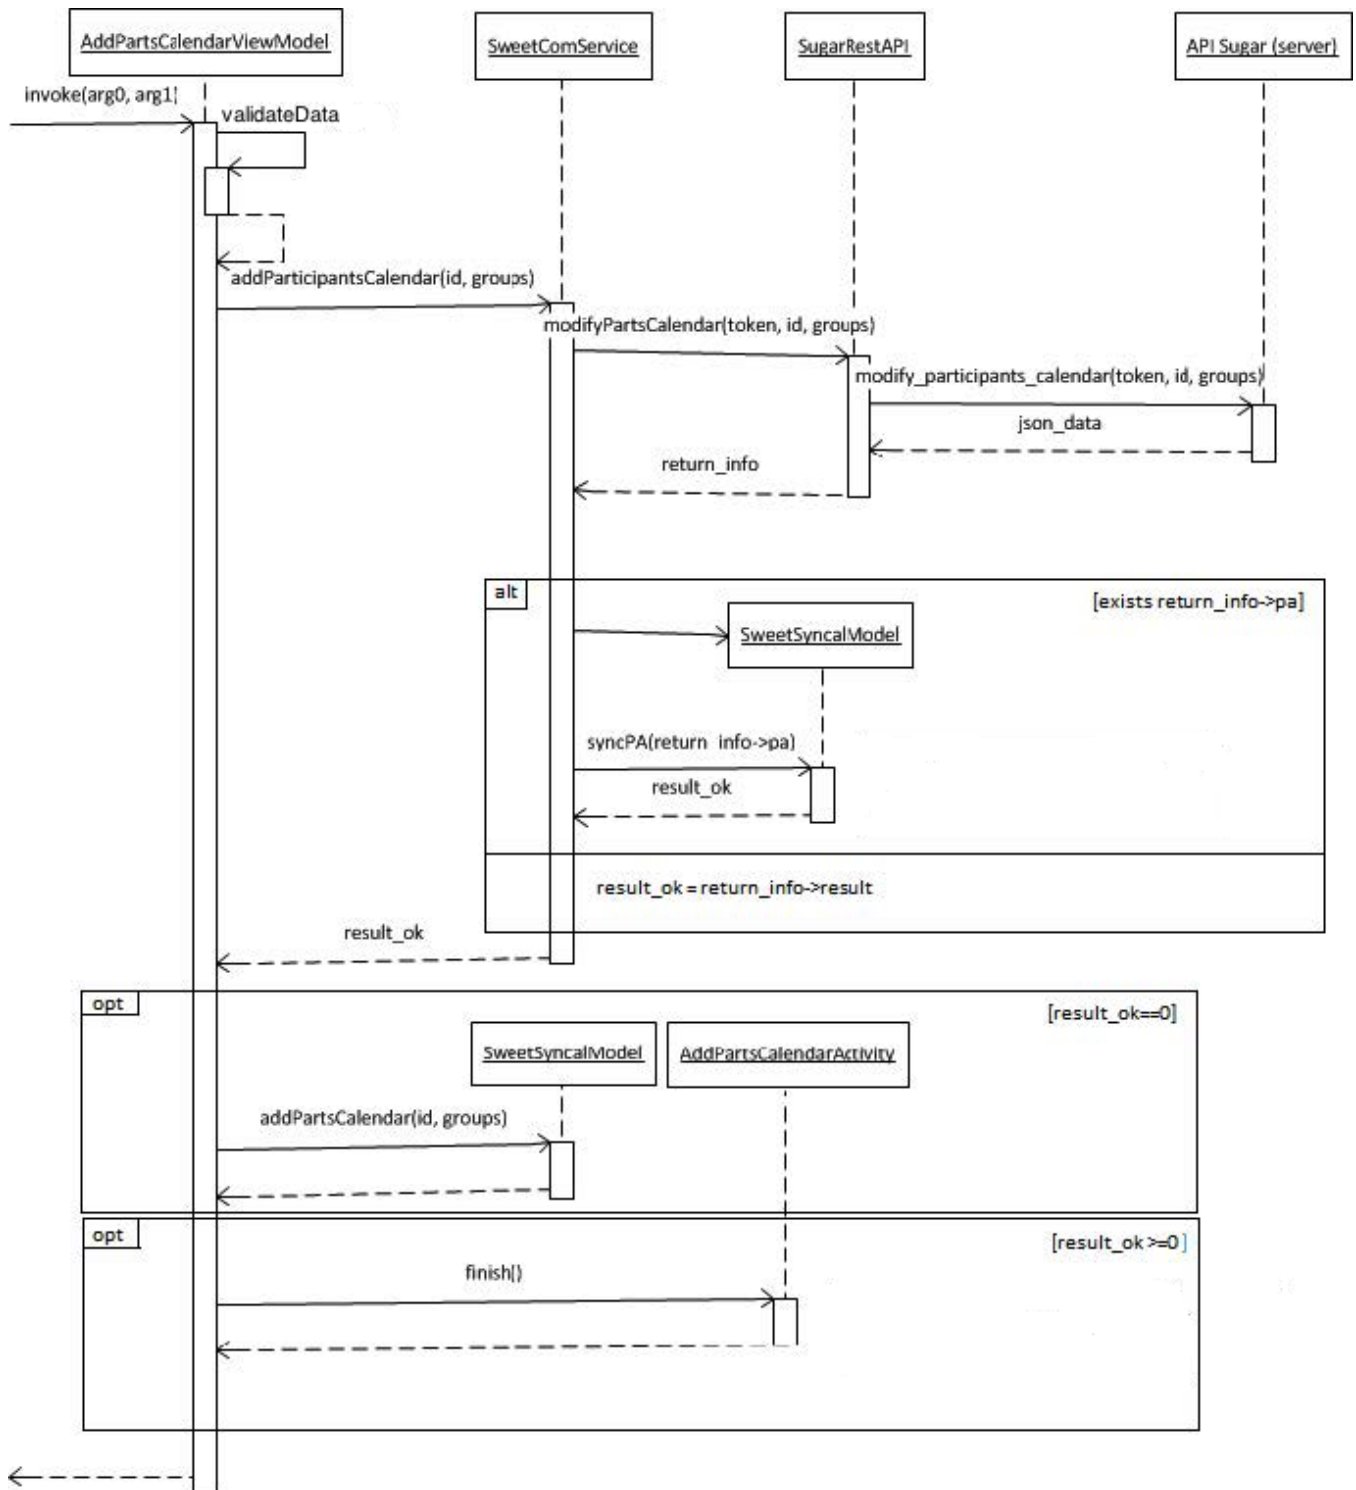 AddPartsCalendarViewModel
SweetComService
SugarRestAPI
API Sugar (server)
invoke(arg0, arg1)
validateData
addParticipantsCalendar(id, groups)
modifyPartsCalendar(token, id, groups)
modify_participants_calendar(token, id, groups)
json_data
return_info
alt
[exists return_info->pa]
SweetSyncalModel
syncPA(return_info->pa)
result_ok
result_ok = return_info->result
result_ok
opt
[result_ok==0]
SweetSyncalModel
AddPartsCalendarActivity
addPartsCalendar(id, groups)
opt
[result_ok >=0 ]
finish()